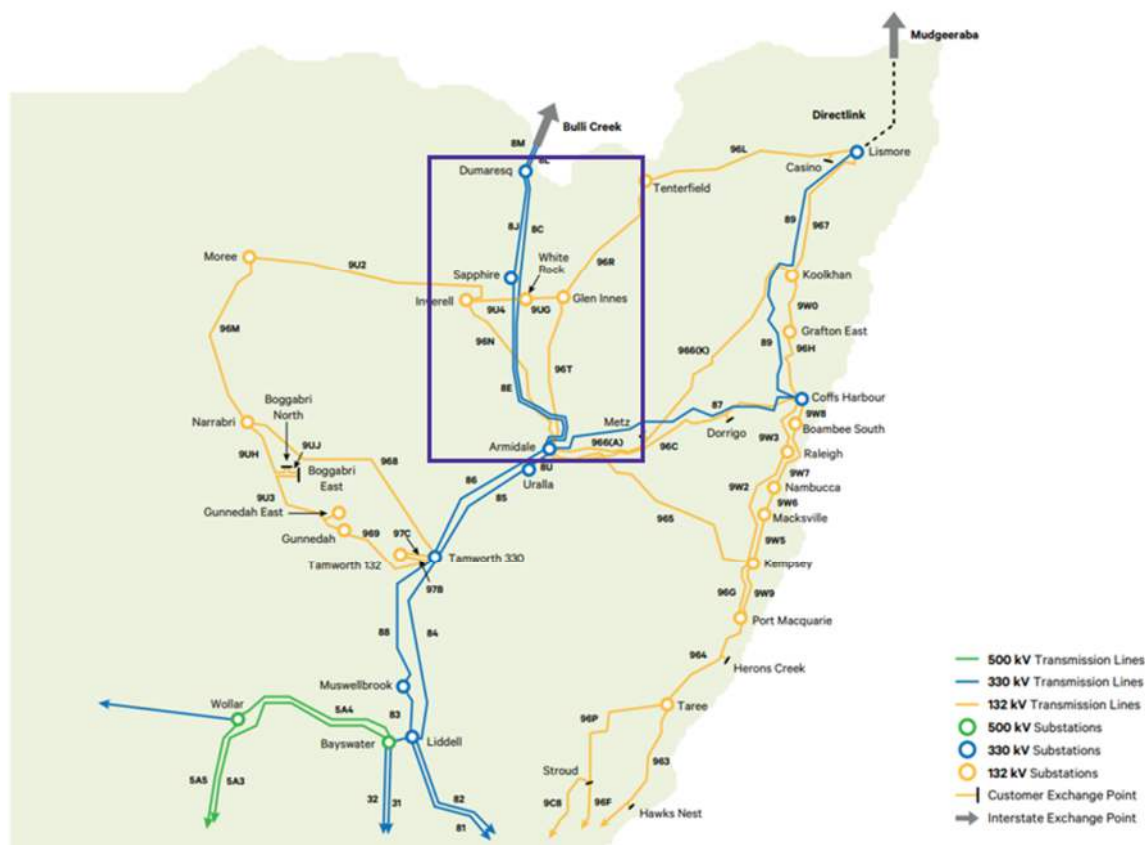 Mudgeeraba
Bulli Creek
Directlink
8M
8L
Dumaresq
96L
Casino
Lismore
Tenterfield
8J
8C
89
967
Moree
9U2
Sapphire
White
Rock
96R
Koolkhan
Inverell
9U4
9UG
Glen Innes
9W0
96M
96N
966(K)
Grafton East
89
96H
96T
8E
Boggabri
North
Metz
87
Coffs Harbour
9W8
Narrabri
9UJ
Armidale
966(A)
96C
Dorrigo
9W3
Boambee South
9UH
968
8U
Raleigh
Boggabri
East
86
Uralla
85
9W7
9W2
Nambucca
9U3
9W6
Gunnedah East
965
Macksville
97C
Gunnedah
969
9W5
Tamworth 132
Tamworth 330
Kempsey
97B
96G
9W9
Port Macquarie
88
84
964
Herons Creek
500 kV Transmission Lines
330 kV Transmission Lines
132 kV Transmission Lines
500 kV Substations
330 kV Substations
132 kV Substations
Customer Exchange Point
Interstate Exchange Point
Muswellbrook
Wollar
5A4
83
Taree
96P
Bayswater
Liddell
963
5A5
5A3
Stroud
32
31
82
81
9C8
96F
Hawks Nest